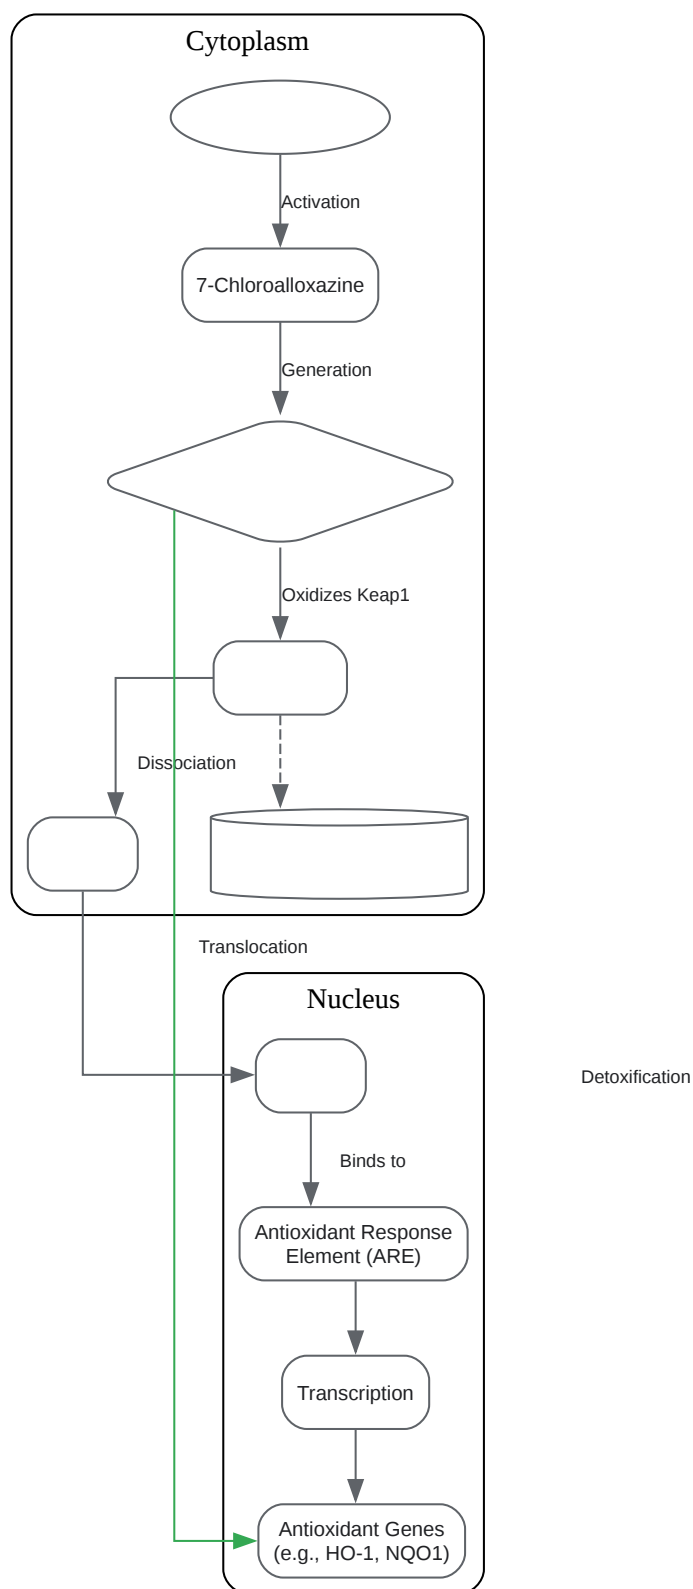 Cytoplasm
Activation
7-Chloroalloxazine
Generation
Oxidizes Keap1
Dissociation
Translocation
Nucleus
Detoxification
Binds to
Antioxidant Response
Element (ARE)
Transcription
Antioxidant Genes
(e.g., HO-1, NQO1)